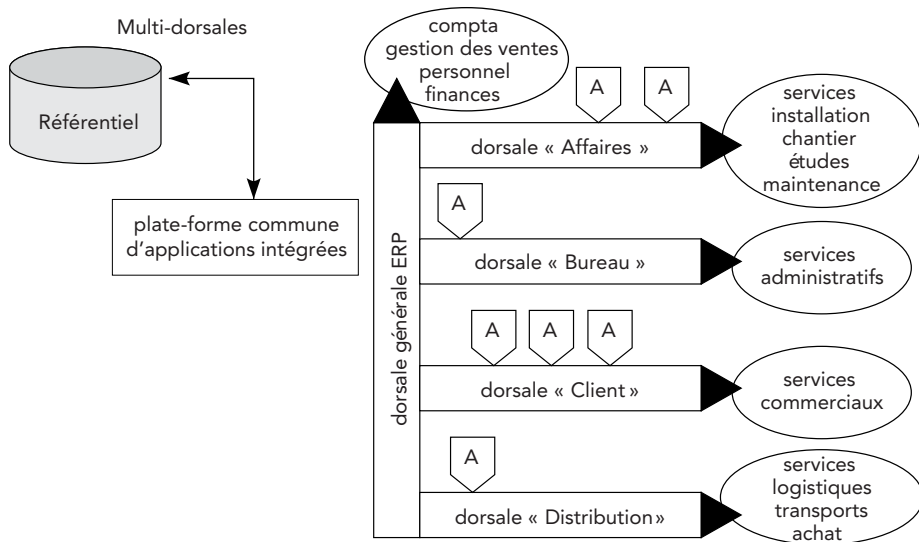 Multi-dorsales
Référentiel
plate-forme commune
d'applications intégrées
compta
gestion des ventes
personnel
finances
dorsale générale ERP
A
A
dorsale « Affaires »
services
installation
chantier
études
maintenance
A
dorsale « Bureau »
services
administratifs
A
A
A
dorsale « Client »
services
commerciaux
A
dorsale « Distribution»
services
logistiques
transports
achat